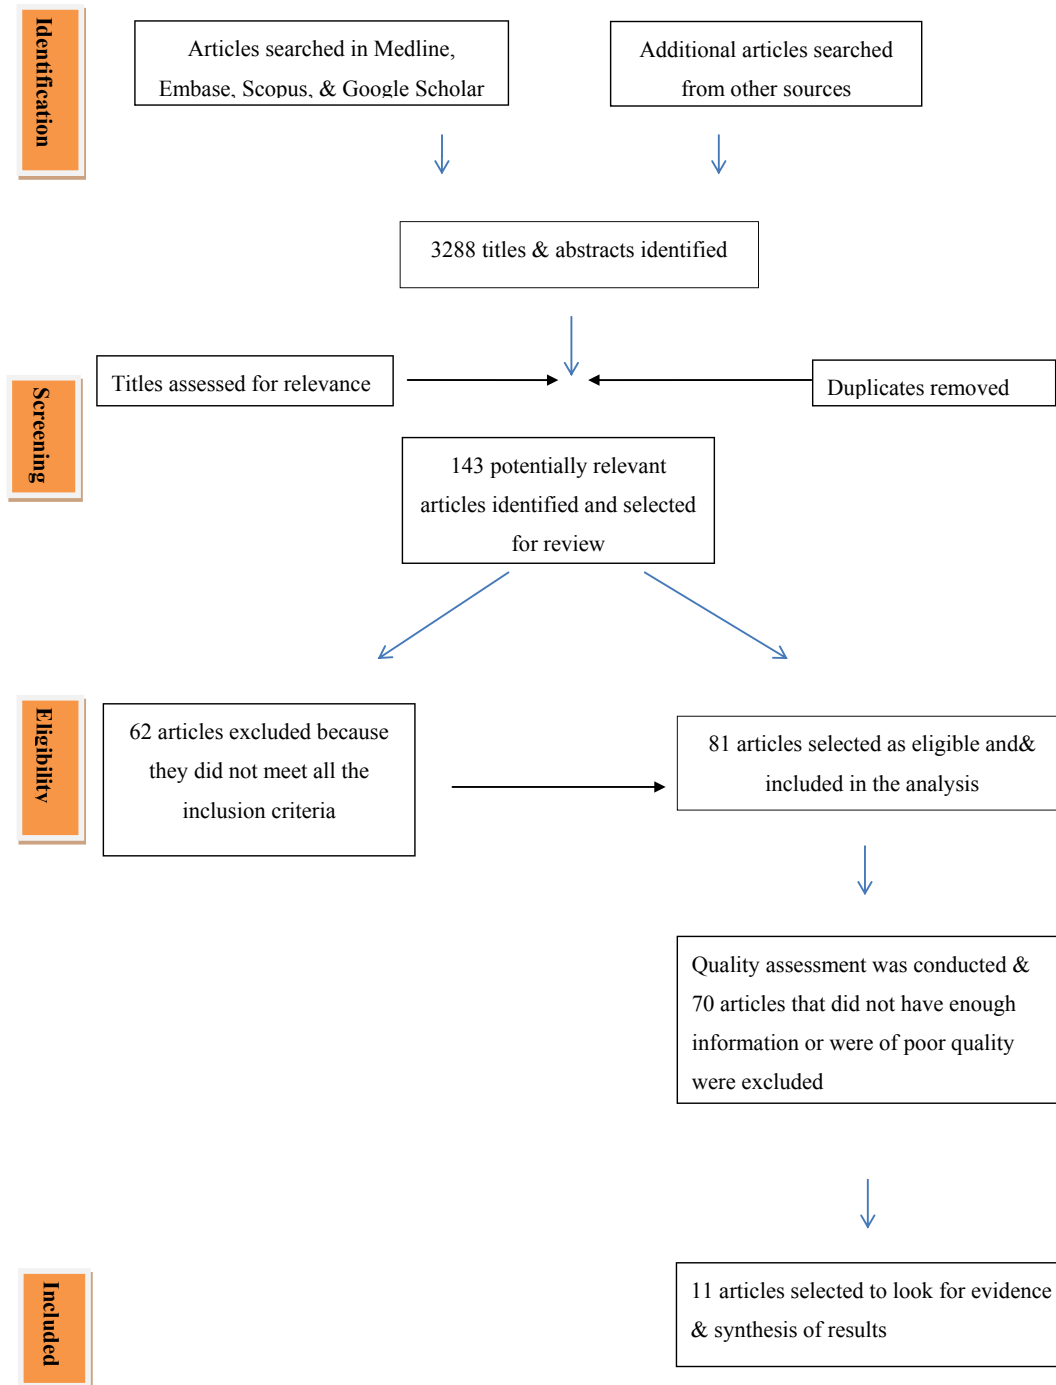 Identification
Articles searched in Medline,
Embase, Scopus, & Google Scholar
Additional articles searched
from other sources
3288 titles & abstracts identified
Screening
Titles assessed for relevance
Duplicates removed
143 potentially relevant
articles identified and selected
for review
Eligibility
62 articles excluded because
they did not meet all the
inclusion criteria
81 articles selected as eligible and&
included in the analysis
Quality assessment was conducted &
70 articles that did not have enough
information or were of poor quality
were excluded
Included
11 articles selected to look for evidence
& synthesis of results